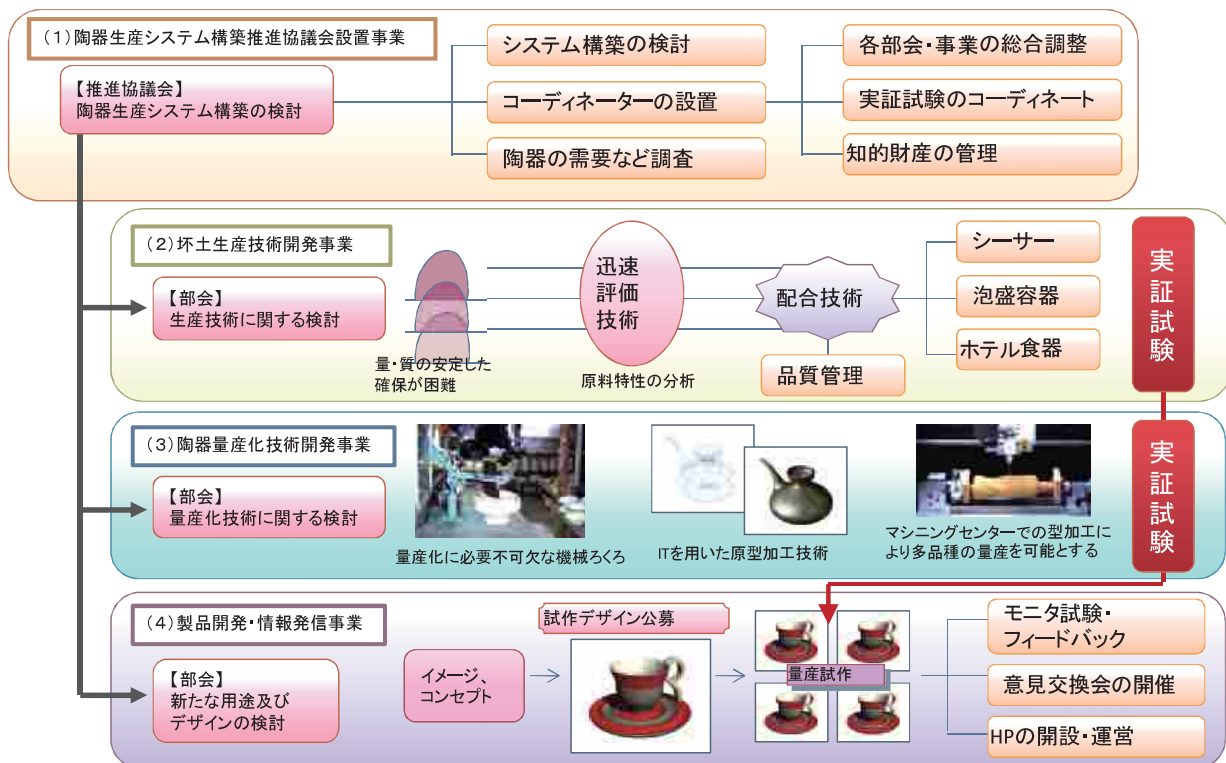 (1)陶器生産システム構築推進協議会設置事業
【推進協議会】
陶器生産システム構築の検討
システム構築の検討
コーディネーターの設置
陶器の需要など調査
各部会・事業の総合調整
実証試験のコーディネート
知的財産の管理
(2)坏土生産技術開発事業
【部会】
生産技術に関する検討
量・質の安定した
確保が困難
迅速
評価
技術
原料特性の分析
配合技術
品質管理
シーサー
泡盛容器
ホテル食器
実証試験
(3)陶器量産化技術開発事業
【部会】
量産化技術に関する検討
量産化に必要不可欠な機械ろくろ
ITを用いた原型加工技術
マシニングセンターでの型加工に
より多品種の量産を可能とする
実証試験
(4)製品開発・情報発信事業
【部会】
新たな用途及び
デザインの検討
イメージ、
コンセプト
試作デザイン公募
量産試作
モニタ試験・
フィードバック
意見交換会の開催
HPの開設・運営